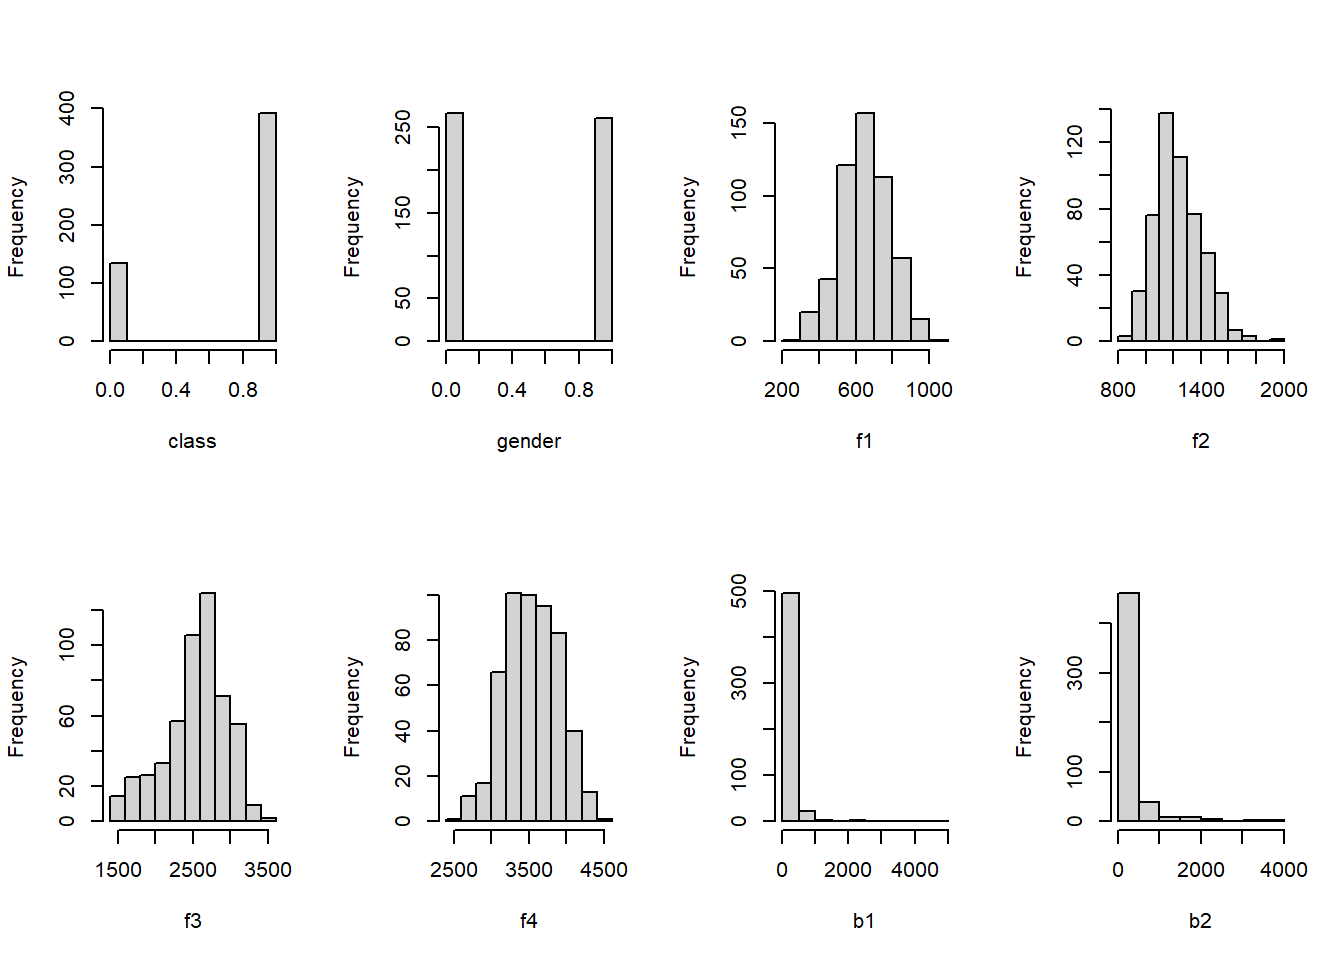 Frequency
0 100 200 300 400
0.0 0.4 0.8
class
Frequency
0 50 150 250
0.0 0.8
0.4
gender
Frequency
0 50 100 150
200 600 1000
f1
Frequency
0 40 80 120
800 1400 2000
f2
Frequency
0 20 60 100
1500 2500 3500
f3
Frequency
0 20 40 60 80
2500 3500 4500
f4
Frequency
0 100 300 500
0 2000 4000
b1
Frequency
0 100 300
0 2000 4000
b2